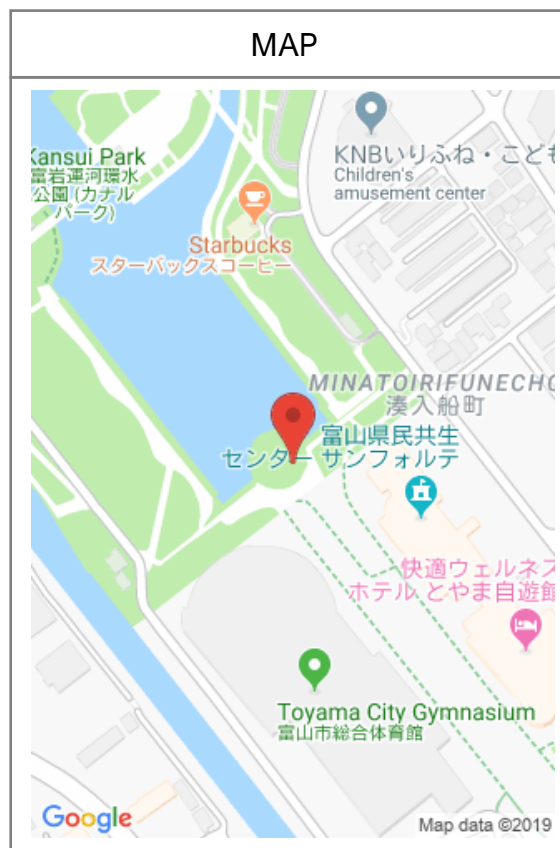 MAP
Kansui Park
富岩運河環水
公園 (カナル
パーク)
KNBいりふね・こども
Children's
amusement center
Starbucks
スターバックスコーヒー
MINATOIRIFUNECHO
湊入船町
富山県民共生
センター サンフォルテ
快適ウェルネス
ホテル とやま自遊館
Toyama City Gymnasium
富山市総合体育館
Google
Map data ©2019